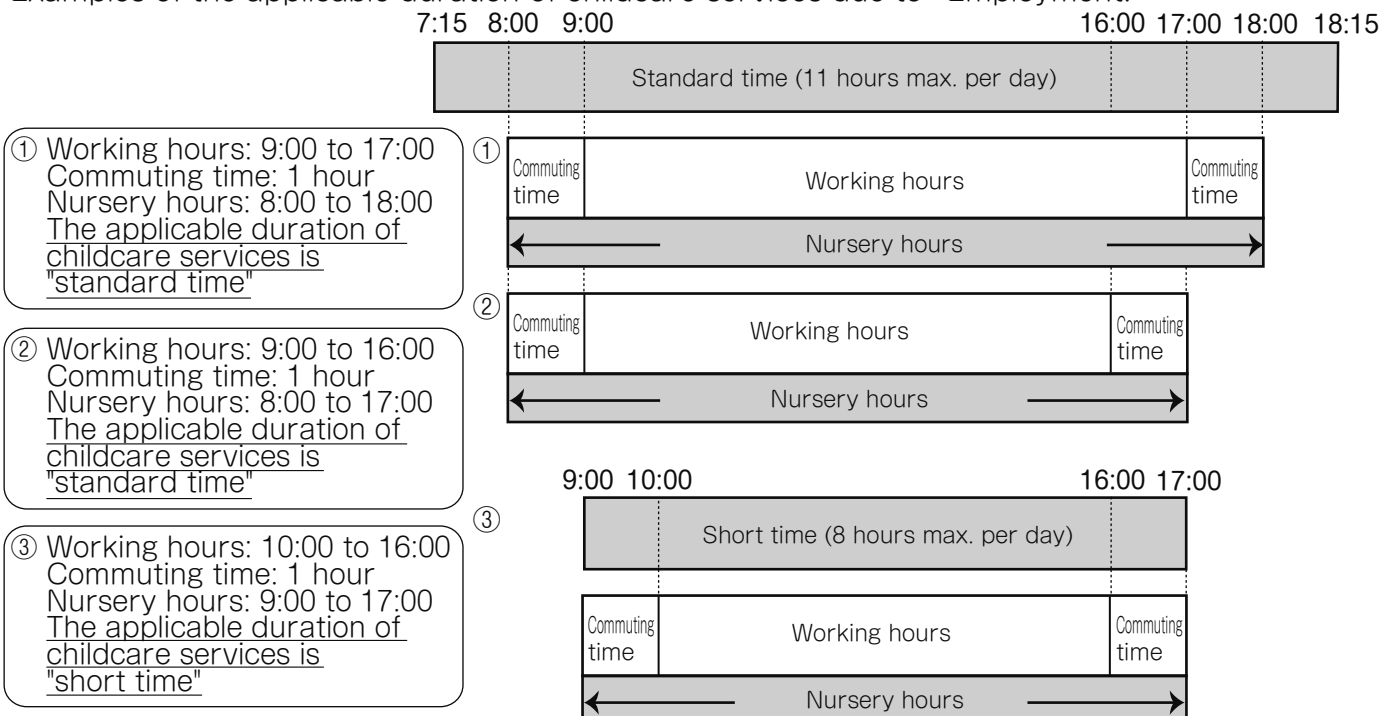 Examples of the applicable duration of childcare services due to "Employment."
7:15 8:00 9:00 16:00 17:00 18:00 18:15
Standard time (11 hours max. per day)
① Working hours: 9:00 to 17:00
Commuting time: 1 hour
Nursery hours: 8:00 to 18:00
The applicable duration of
childcare services is
"standard time"
①
Commuting
time
Working hours
Commuting
time
Nursery hours
② Working hours: 9:00 to 16:00
Commuting time: 1 hour
Nursery hours: 8:00 to 17:00
The applicable duration of
childcare services is
"standard time"
②
Commuting
time
Working hours
Commuting
time
Nursery hours
③ Working hours: 10:00 to 16:00
Commuting time: 1 hour
Nursery hours: 9:00 to 17:00
The applicable duration of
childcare services is
"short time"
③
9:00 10:00 16:00 17:00
Short time (8 hours max. per day)
Commuting
time
Working hours
Commuting
time
Nursery hours